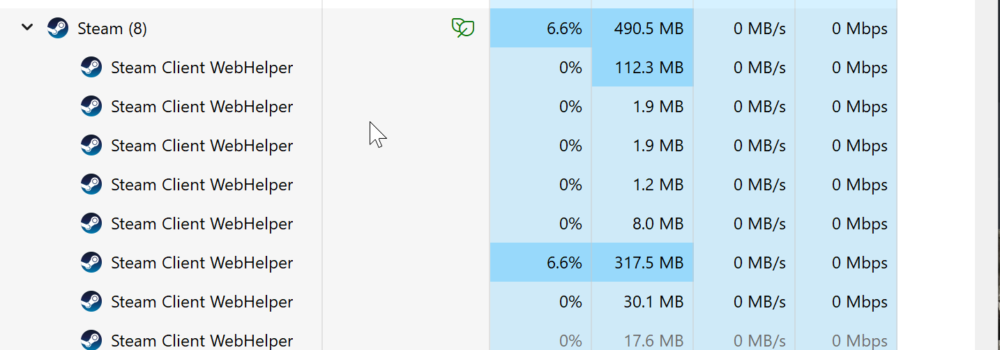 Steam (8) 6.6% 490.5 MB 0 MB/s 0 Mbps
Steam Client WebHelper 0% 112.3 MB 0 MB/s 0 Mbps
Steam Client WebHelper 0% 1.9 MB 0 MB/s 0 Mbps
Steam Client WebHelper 0% 1.9 MB 0 MB/s 0 Mbps
Steam Client WebHelper 0% 1.2 MB 0 MB/s 0 Mbps
Steam Client WebHelper 0% 8.0 MB 0 MB/s 0 Mbps
Steam Client WebHelper 6.6% 317.5 MB 0 MB/s 0 Mbps
Steam Client WebHelper 0% 30.1 MB 0 MB/s 0 Mbps
Steam Client WebHelper 0% 17.6 MB 0 MB/s 0 Mbps